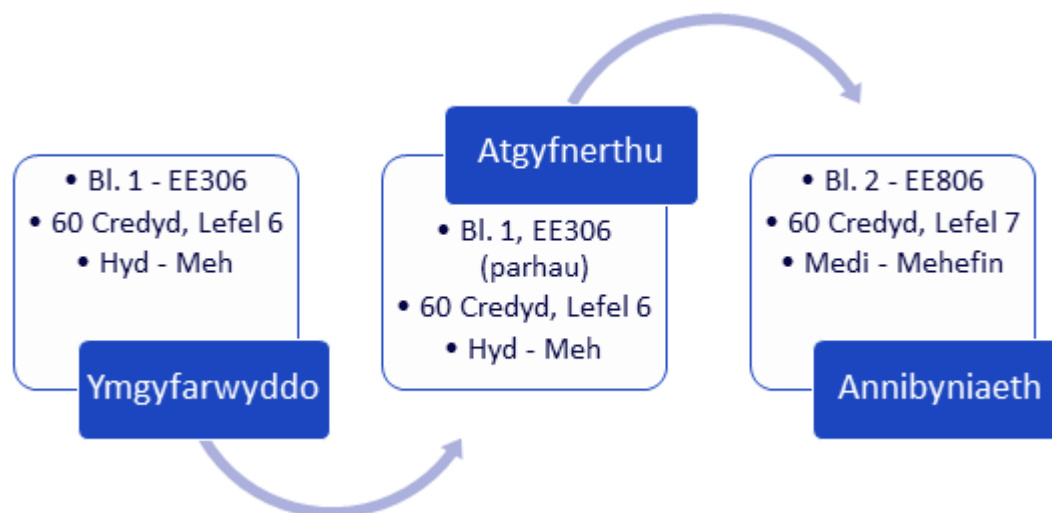 • Bl. 1 - EE306
• 60 Credyd, Lefel 6
• Hyd - Meh
Ymgyfarwyddo
Atgyfnerthu
• Bl. 1, EE306
(parhau)
• 60 Credyd, Lefel 6
• Hyd - Meh
• Bl. 2 - EE806
• 60 Credyd, Lefel 7
• Medi - Mehefin
Annibyniaeth